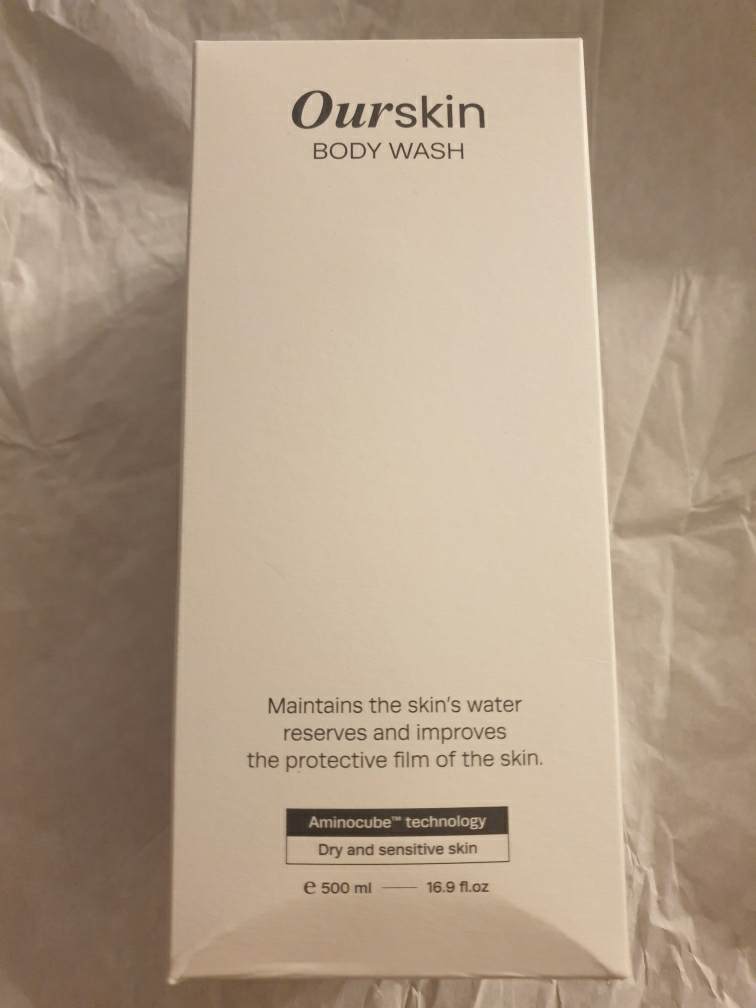 Ourskin
BODY WASH
Maintains the skin's water
reserves and improves
the protective film of the skin.
Aminocube™ technology
Dry and sensitive skin
℮ 500 ml — 16.9 fl.oz